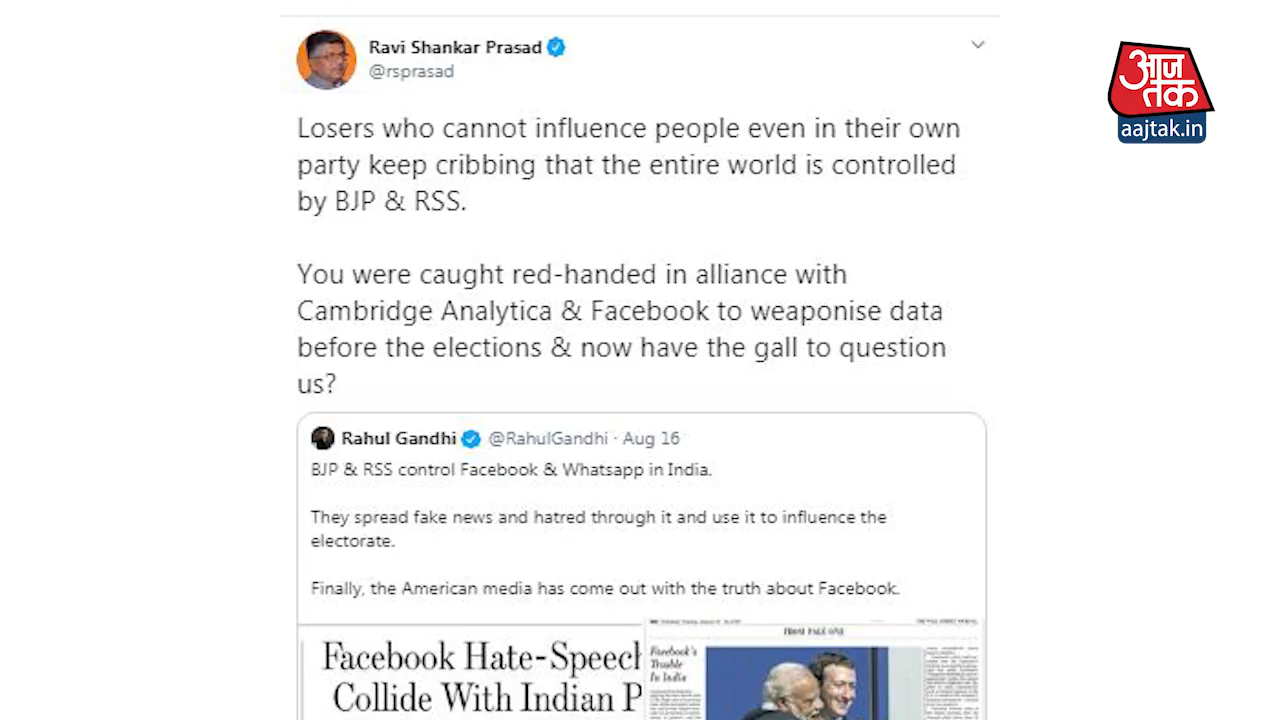 Ravi Shankar Prasad
@rsprasad
आज
तक
aajtak.in
Losers who cannot influence people even in their own
party keep cribbing that the entire world is controlled
by BJP & RSS.
You were caught red-handed in alliance with
Cambridge Analytica & Facebook to weaponise data
before the elections & now have the gall to question
us?
Rahul Gandhi @RahulGandhi · Aug 16
BJP & RSS control Facebook & Whatsapp in India.
They spread fake news and hatred through it and use it to influence the
electorate.
Finally, the American media has come out with the truth about Facebook.
Facebook Hate-Speech
Collide With Indian P
FROM PAGE ONE
Facebook's
Trouble
In India